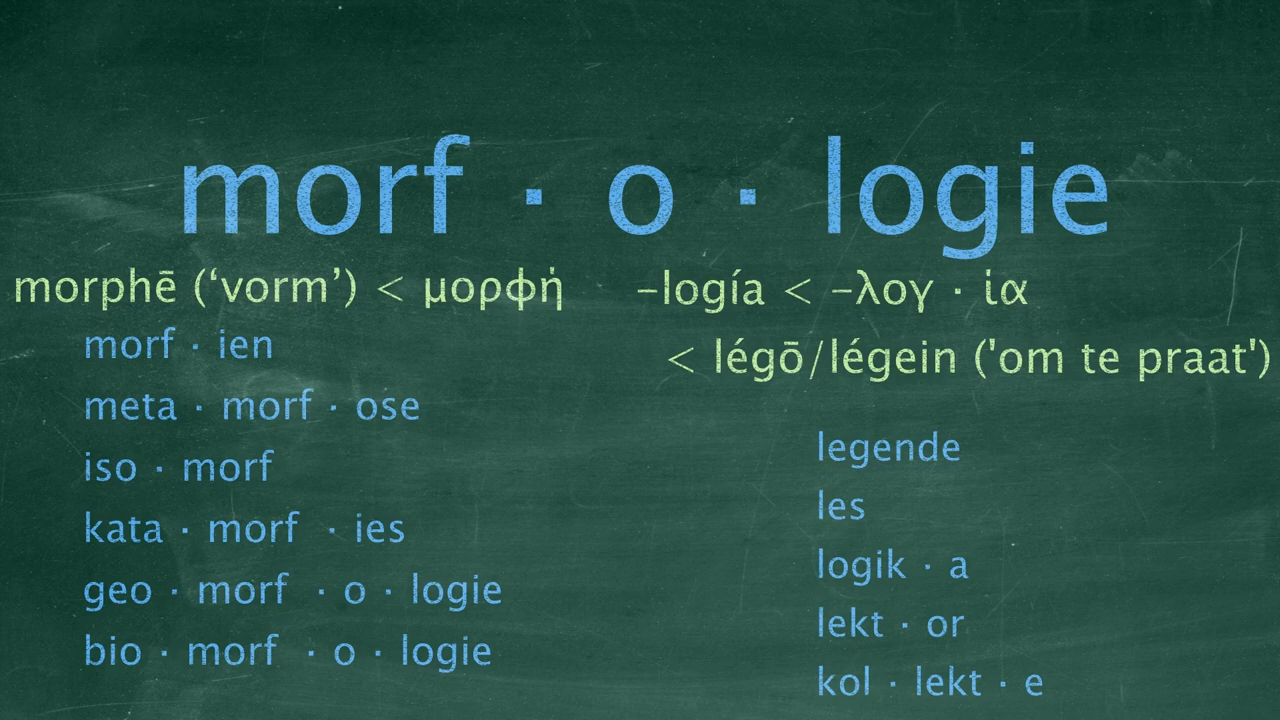 morf · o · logie
morphē (‘vorm’) < μορφή
–logía < –λογ · ία
< légō/légein ('om te praat')
morf · ien
meta · morf · ose
iso · morf
kata · morf · ies
geo · morf · o · logie
bio · morf · o · logie
legende
les
logik · a
lekt · or
kol · lekt · e